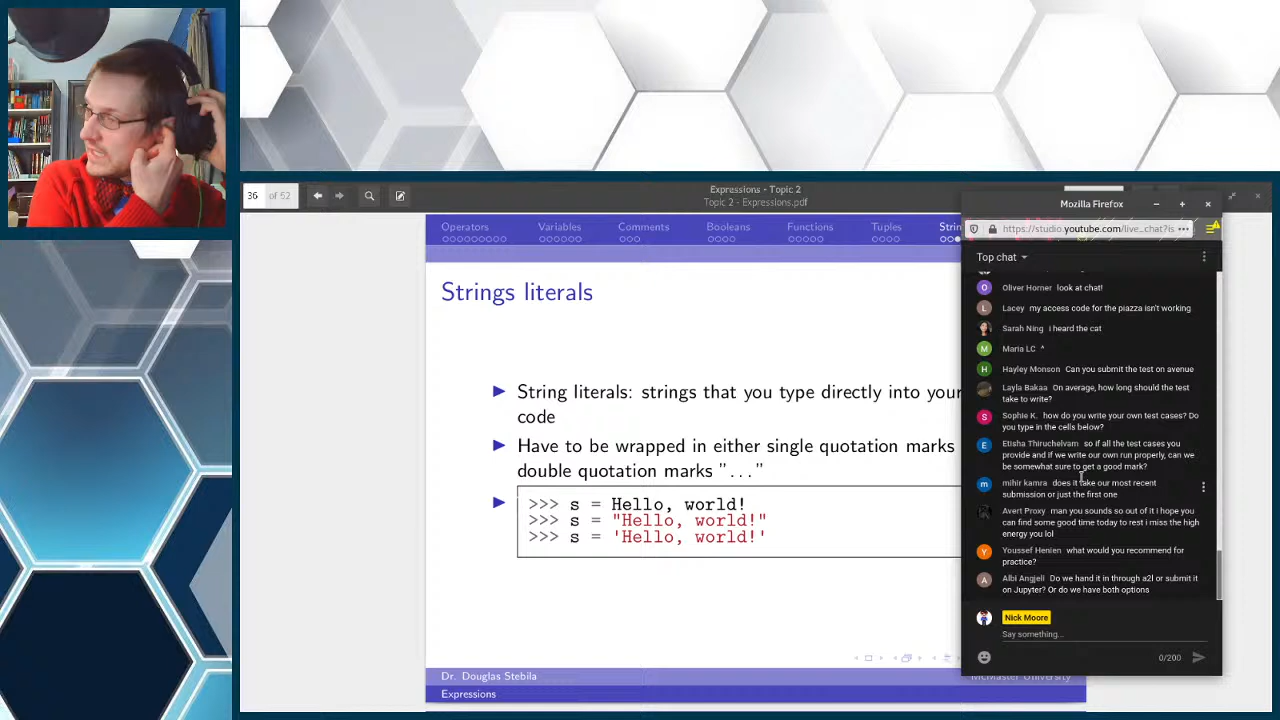 36 of 52
Expressions - Topic 2
Topic 2 - Expressions.pdf
Operators Variables Comments Booleans Functions Tuples Strin
Strings literals
String literals: strings that you type directly into your
code
Have to be wrapped in either single quotation marks
double quotation marks "..."
>>> s = Hello, world!
>>> s = "Hello, world!"
>>> s = 'Hello, world!'
Dr. Douglas Stebila
McMaster University
Expressions
Mozilla Firefox
https://studio.youtube.com/live_chat?is
Top chat
Oliver Horner look at chat!
Lacey my access code for the piazza isn't working
Sarah Ning i heard the cat
Maria LC ^
Hayley Monson Can you submit the test on avenue
Layla Bakaa On average, how long should the test
take to write?
Sophie K. how do you write your own test cases? Do
you type in the cells below?
Etisha Thiruchelvam so if all the test cases you
provide and if we write our own run properly, can we
be somewhat sure to get a good mark?
mihir kamra does it take our most recent
submission or just the first one
Avert Proxy man you sounds so out of it i hope you
can find some good time today to rest i miss the high
energy you lol
Youssef Henien what would you recommend for
practice?
Albi Angjeli Do we hand it in through a2l or submit it
on Jupyter? Or do we have both options
Nick Moore
Say something...
0/200